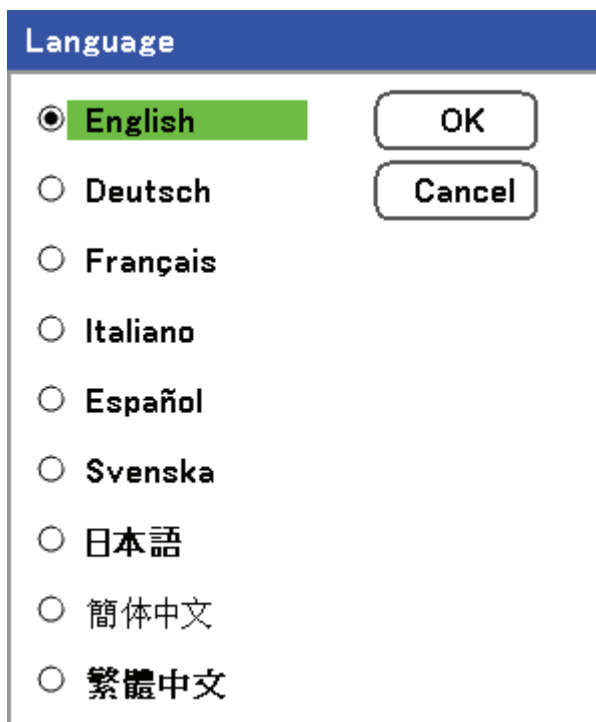 Language
English
OK
Deutsch
Cancel
Français
Italiano
Español
Svenska
日本語
簡体中文
繁體中文